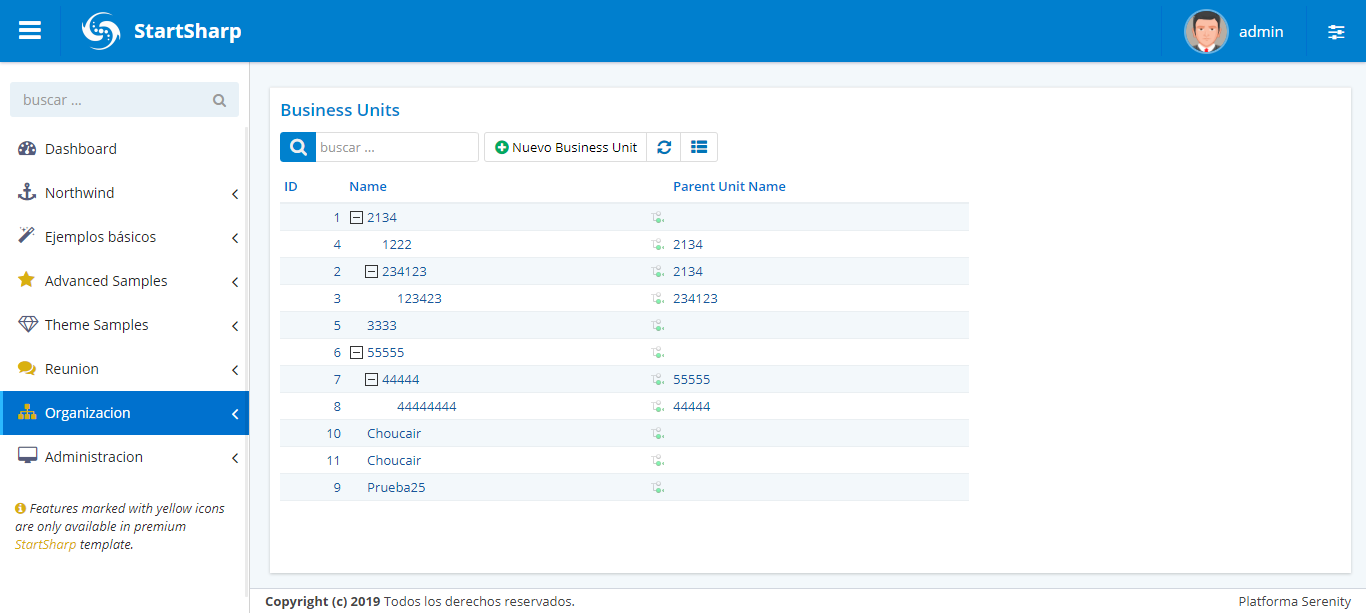 StartSharp
admin
buscar ...
Dashboard
Northwind
Ejemplos básicos
Advanced Samples
Theme Samples
Reunion
Organizacion
Administracion
Features marked with yellow icons
are only available in premium
StartSharp template.
Business Units
buscar ...
Nuevo Business Unit
ID Name Parent Unit Name
1 2134
4 1222 2134
2 234123 2134
3 123423 234123
5 3333
6 55555
7 44444 55555
8 44444444 44444
10 Choucair
11 Choucair
9 Prueba25
Copyright (c) 2019 Todos los derechos reservados.
Platforma Serenity